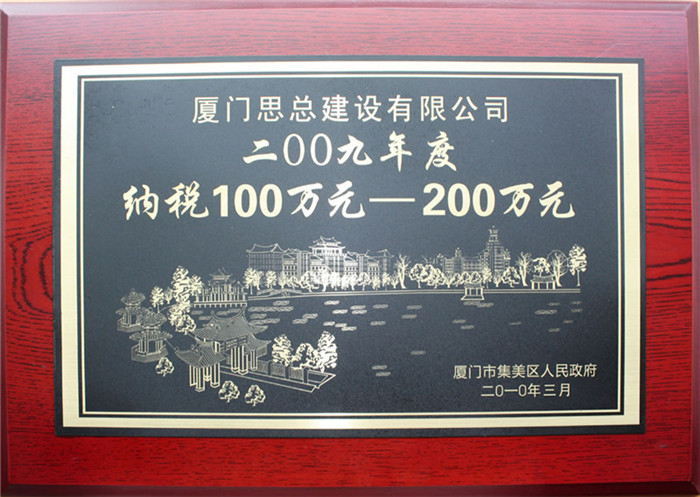 厦门思总建设有限公司
二00九年度
纳税100万元—200万元
厦门市集美区人民政府
二0一0年三月